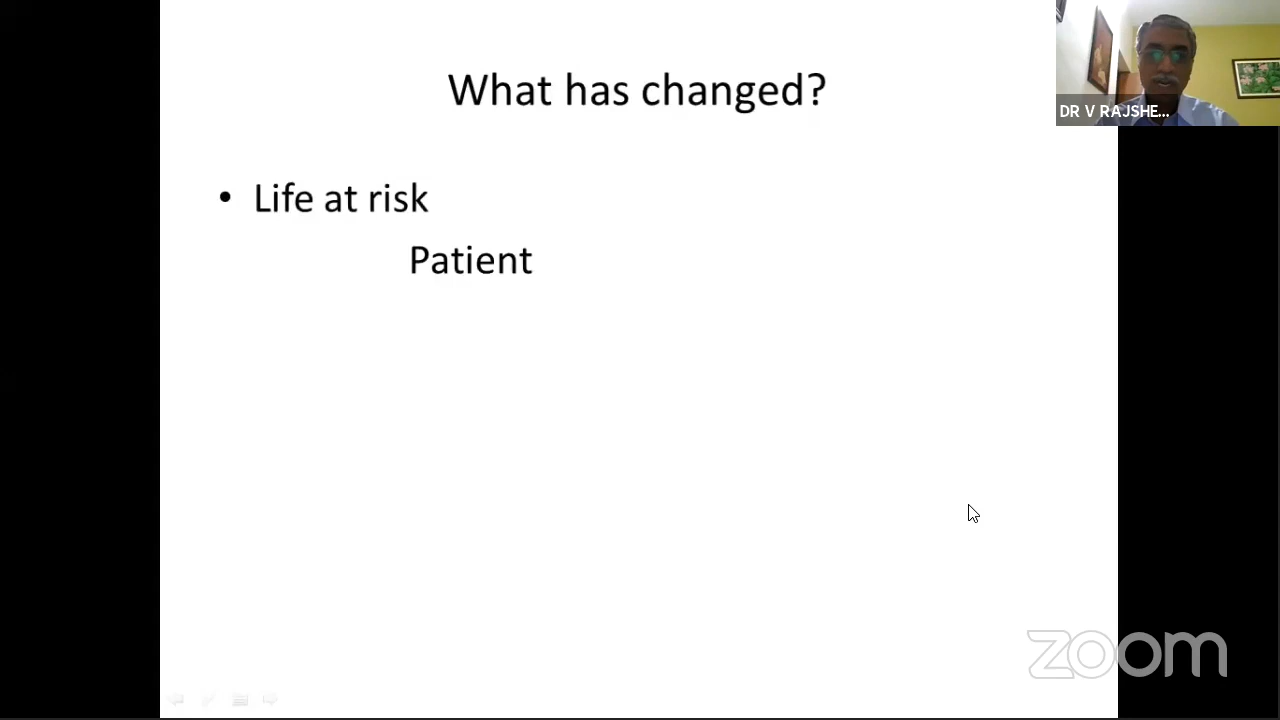 What has changed?
DR V RAJSHE...
• Life at risk
Patient
zoom